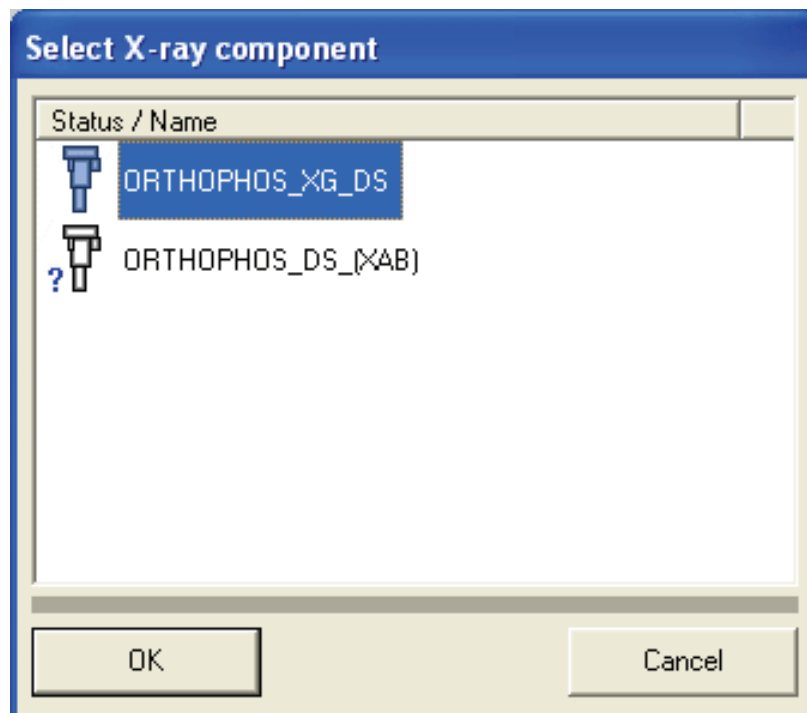 Select X-ray component
Status / Name
ORTHOPHOS_XG_DS
? ORTHOPHOS_DS_(XAB)
OK Cancel